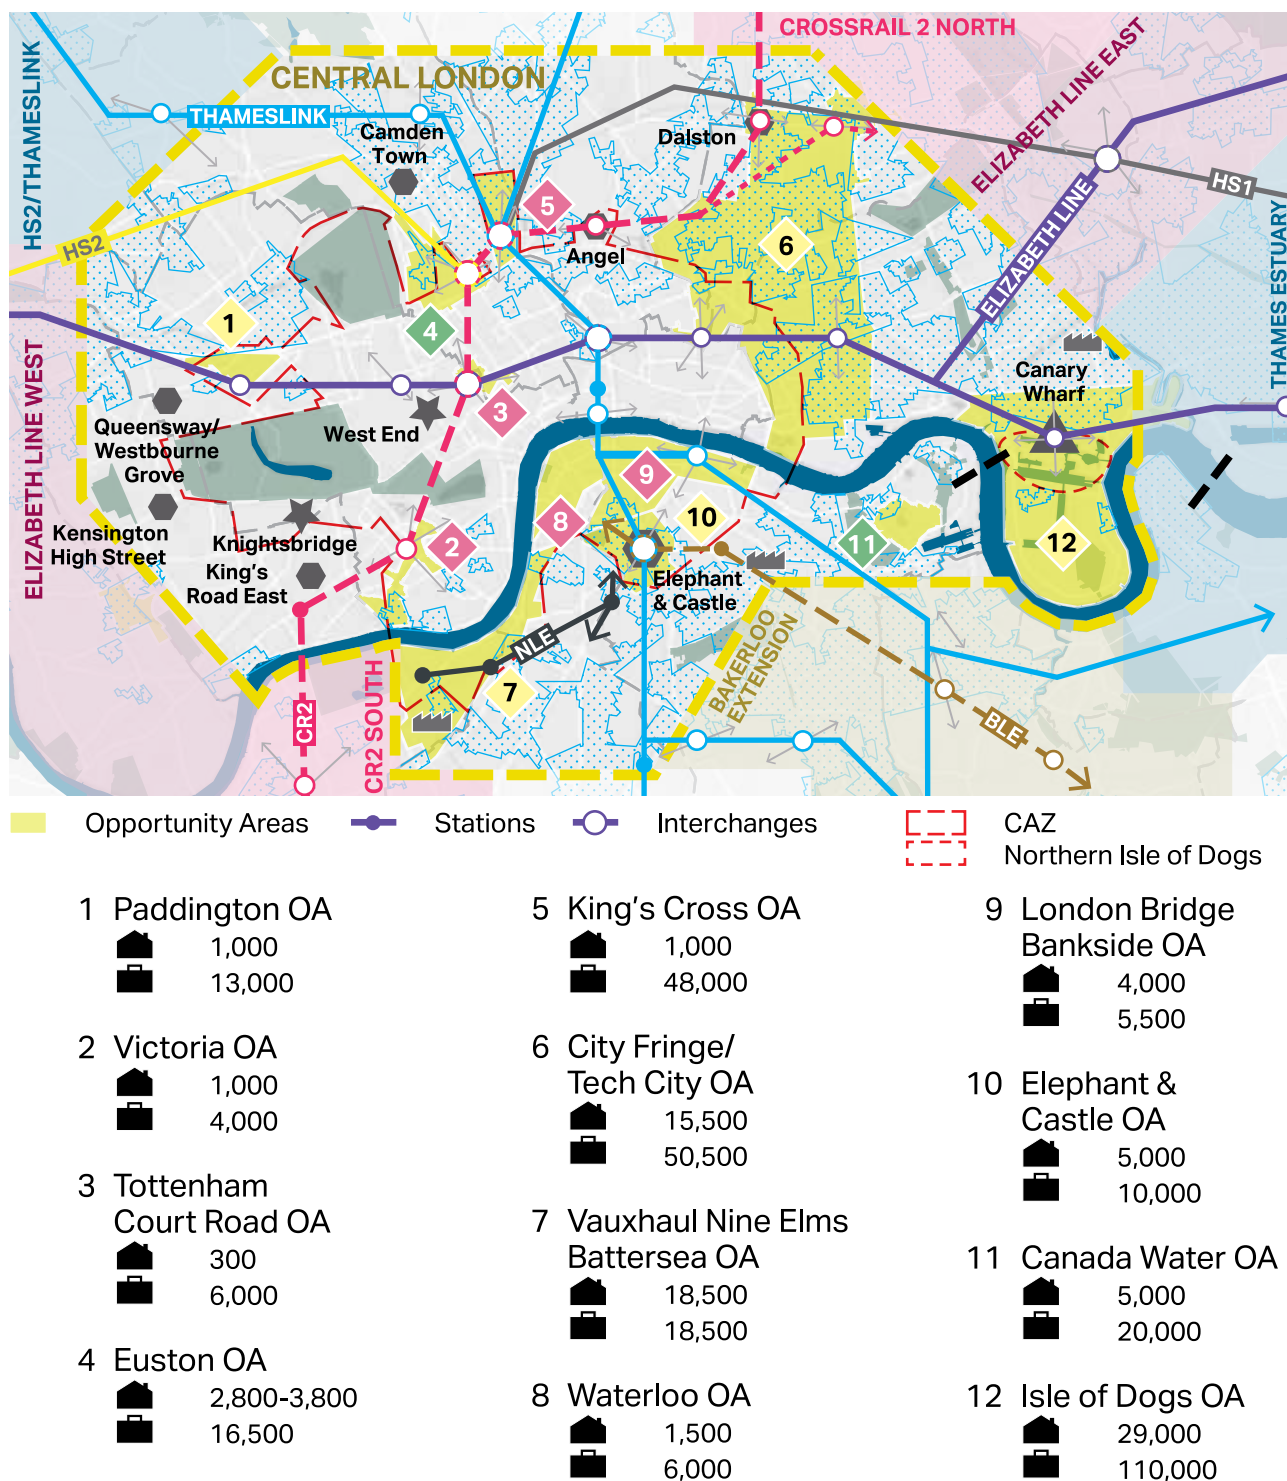 CROSSRAIL 2 NORTH
HS2/THAMESLINK
CENTRAL LONDON
ELIZABETH LINE EAST
THAMESLINK
Camden
Town
Dalston
HS1
HS2
5
Angel
6
ELIZABETH LINE
THAMES ESTUARY
1
4
ELIZABETH LINE WEST
Canary
Wharf
3
Queensway/
Westbourne
Grove
West End
9
Kensington
High Street
Knightsbridge
2
8
10
11
12
King's
Road East
Elephant
& Castle
NLE
BAKERLOO
EXTENSION
7
CR2
CR2 SOUTH
BLE
Opportunity Areas
Stations
Interchanges
CAZ
Northern Isle of Dogs
1 Paddington OA
1,000
13,000
2 Victoria OA
1,000
4,000
3 Tottenham
Court Road OA
300
6,000
4 Euston OA
2,800-3,800
16,500
5 King's Cross OA
1,000
48,000
6 City Fringe/
Tech City OA
15,500
50,500
7 Vauxhaul Nine Elms
Battersea OA
18,500
18,500
8 Waterloo OA
1,500
6,000
9 London Bridge
Bankside OA
4,000
5,500
10 Elephant &
Castle OA
5,000
10,000
11 Canada Water OA
5,000
20,000
12 Isle of Dogs OA
29,000
110,000